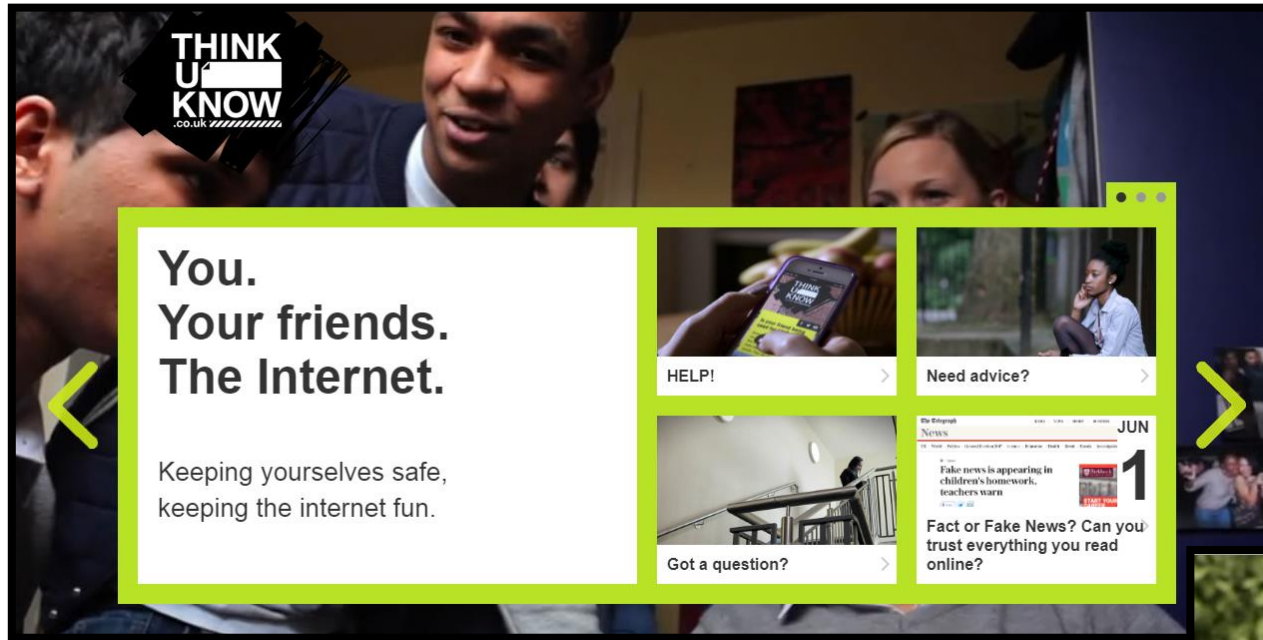 THINK
U
KNOW
.co.uk
You.
Your friends.
The Internet.
Keeping yourselves safe,
keeping the internet fun.
THINK
U
KNOW
HELP!
Need advice?
Got a question?
The Telegraph
News
JUN
1
Fake news is appearing in
children's homework,
teachers warn
Fact or Fake News? Can you
trust everything you read
online?